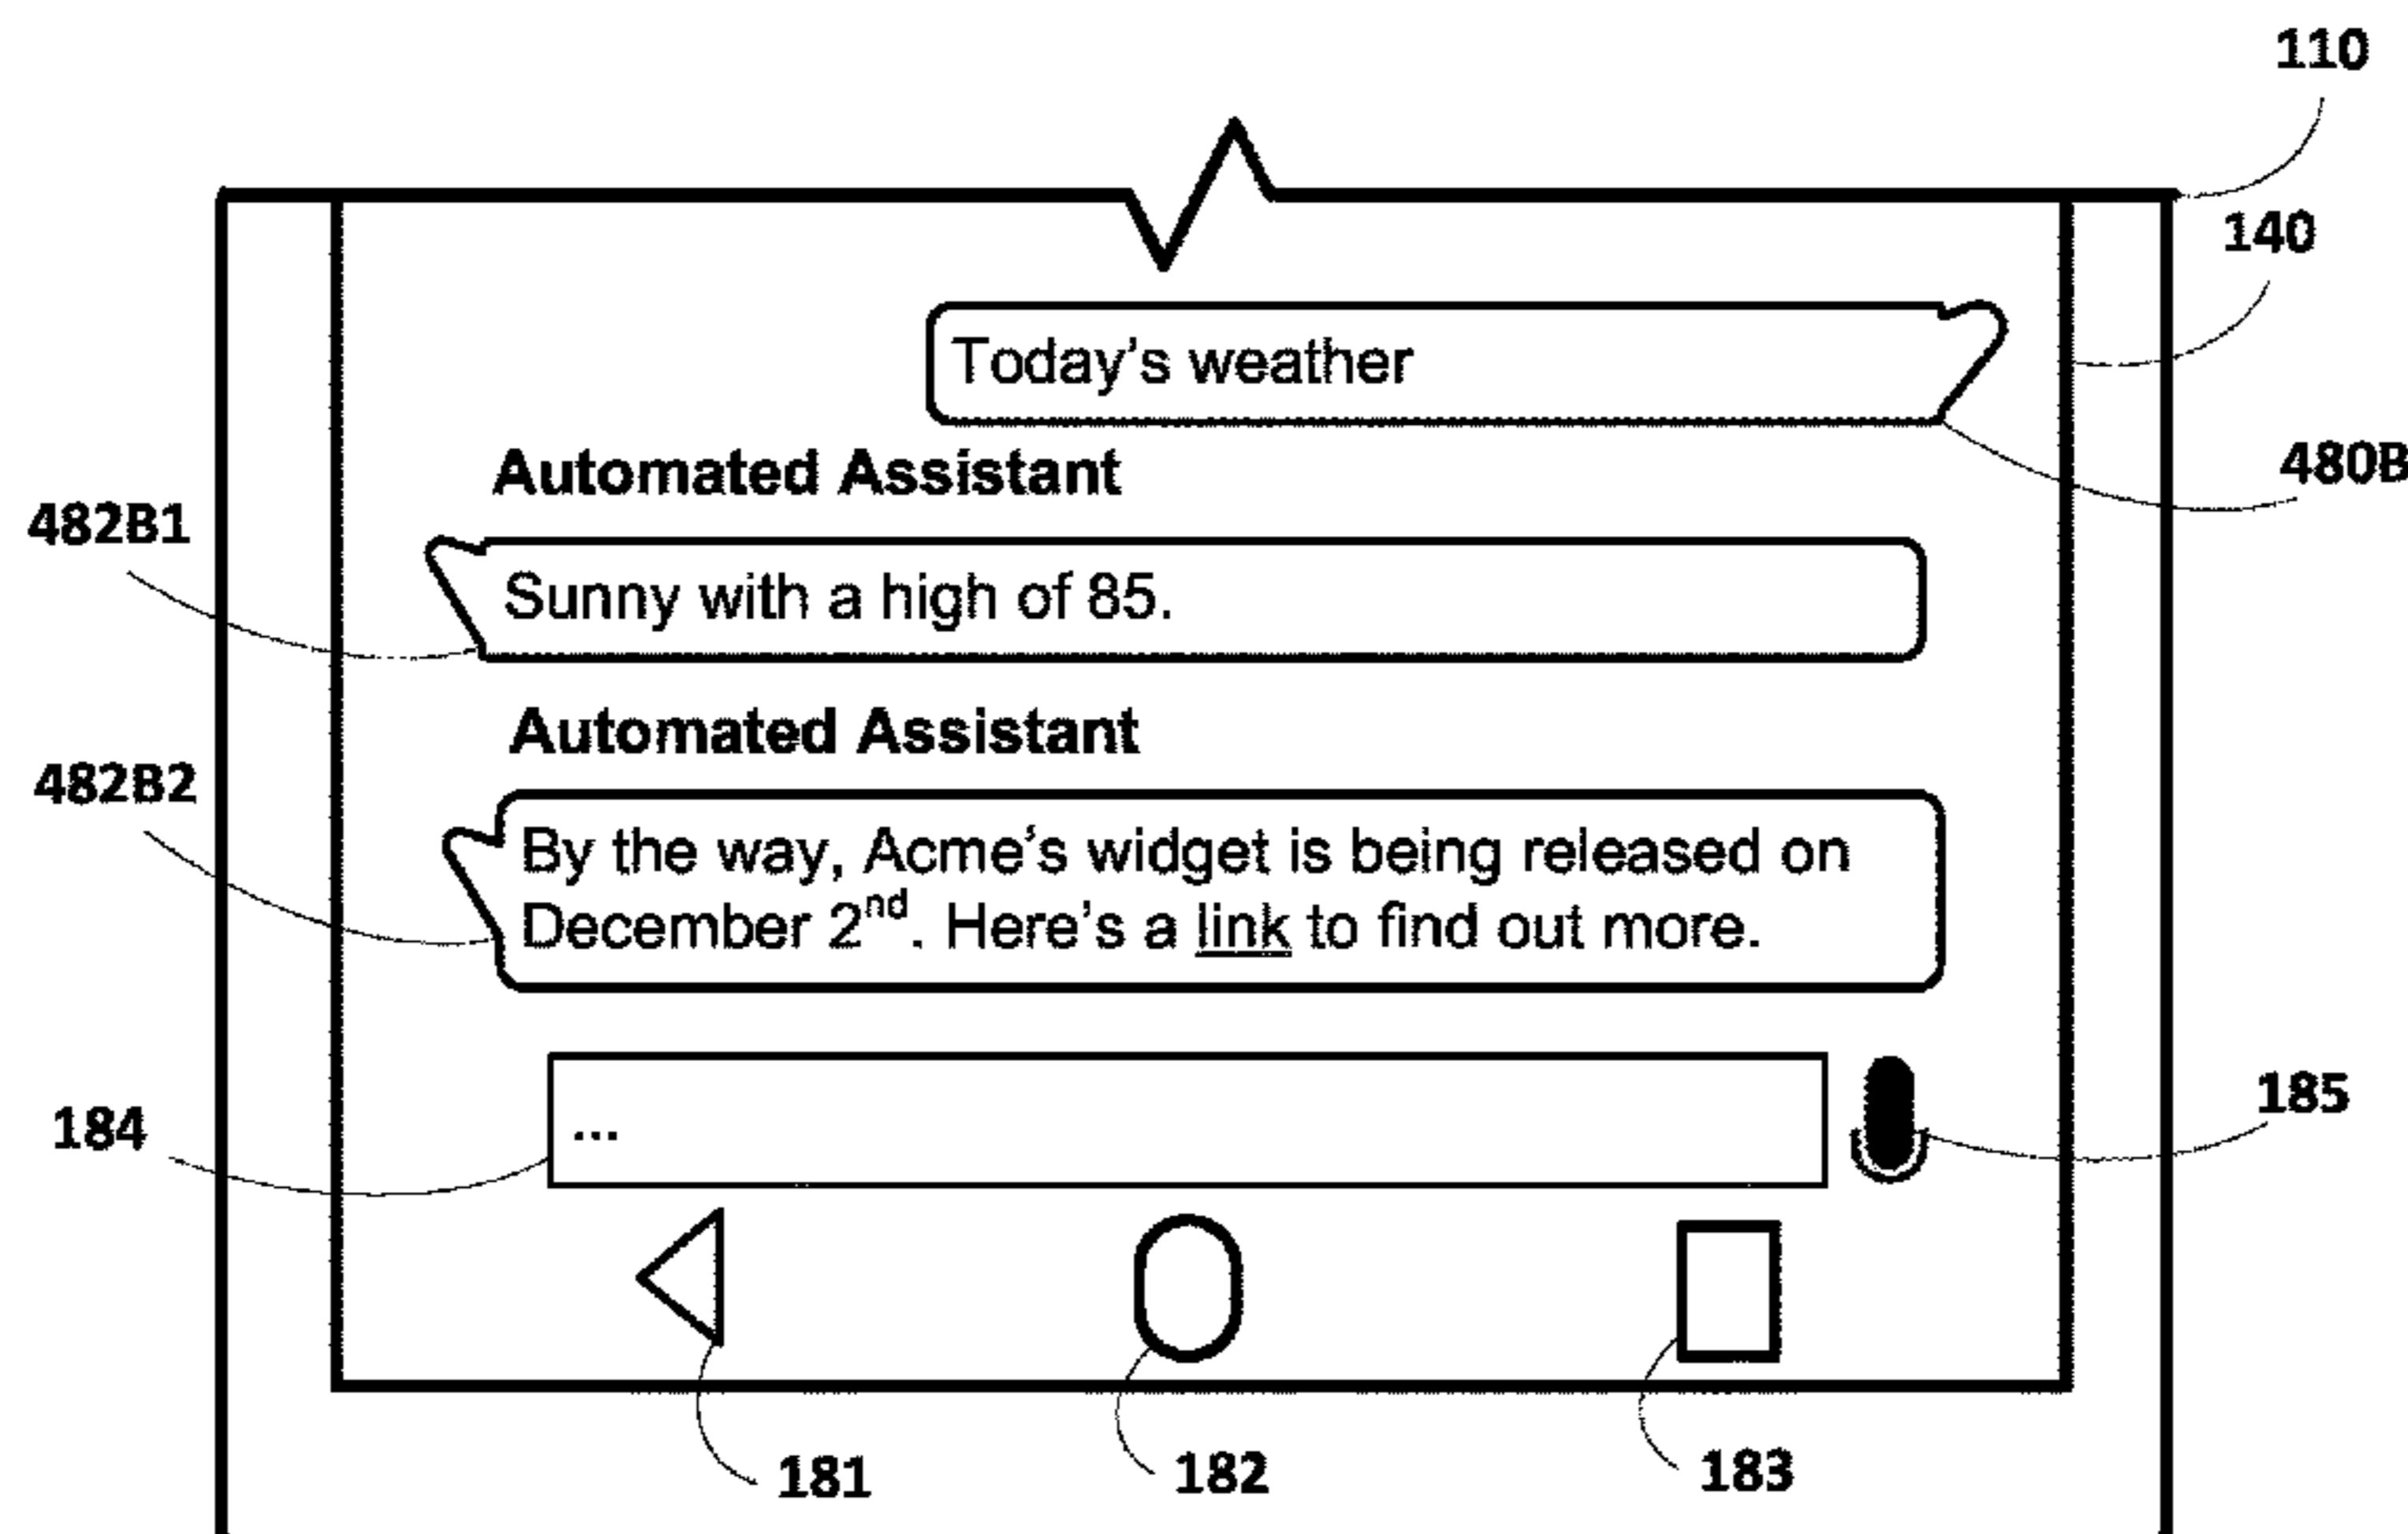 110
140
Today's weather
480B
Automated Assistant
482B1
Sunny with a high of 85.
Automated Assistant
482B2
By the way, Acme's widget is being released on
December 2nd. Here's a link to find out more.
184
...
185
181
182
183